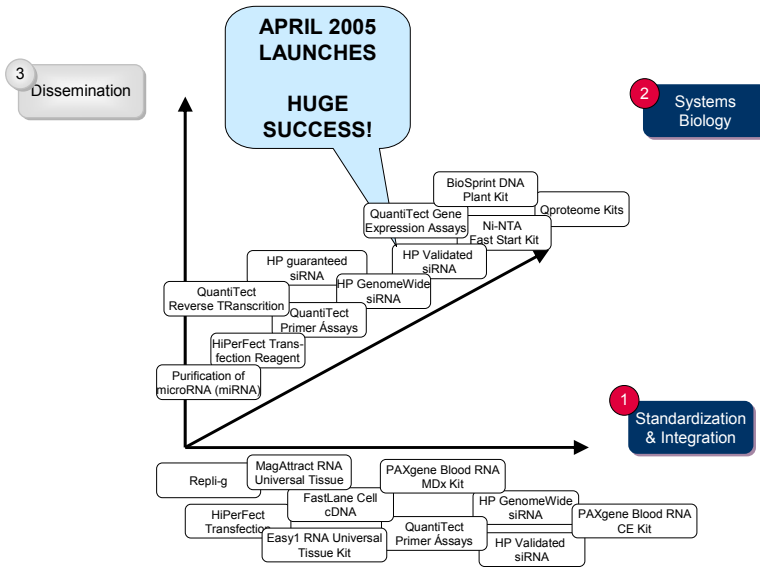 APRIL 2005
LAUNCHES
HUGE
SUCCESS!
3
Dissemination
2
Systems
Biology
BioSprint DNA
Plant Kit
Qproteome Kits
QuantiTect Gene
Expression Assays
Ni-NTA
Fast Start Kit
HP Validated
siRNA
HP guaranteed
siRNA
HP GenomeWide
siRNA
QuantiTect
Reverse TRanscrition
QuantiTect
Primer Ássays
HiPerFect Trans-
fection Reagent
Purification of
microRNA (miRNA)
1
Standardization
& Integration
Repli-g
MagAttract RNA
Universal Tissue
PAXgene Blood RNA
MDx Kit
FastLane Cell
cDNA
HP GenomeWide
siRNA
HiPerFect
Transfection
PAXgene Blood RNA
CE Kit
QuantiTect
Primer Ássays
Easy1 RNA Universal
Tissue Kit
HP Validated
siRNA